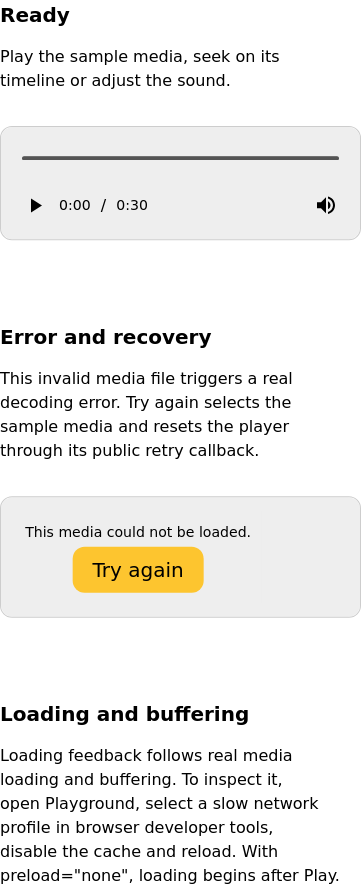 Ready
Play the sample media, seek on its
timeline or adjust the sound.
0:00 / 0:30
Error and recovery
This invalid media file triggers a real
decoding error. Try again selects the
sample media and resets the player
through its public retry callback.
This media could not be loaded.
Try again
Loading and buffering
Loading feedback follows real media
loading and buffering. To inspect it,
open Playground, select a slow network
profile in browser developer tools,
disable the cache and reload. With
preload="none", loading begins after Play.